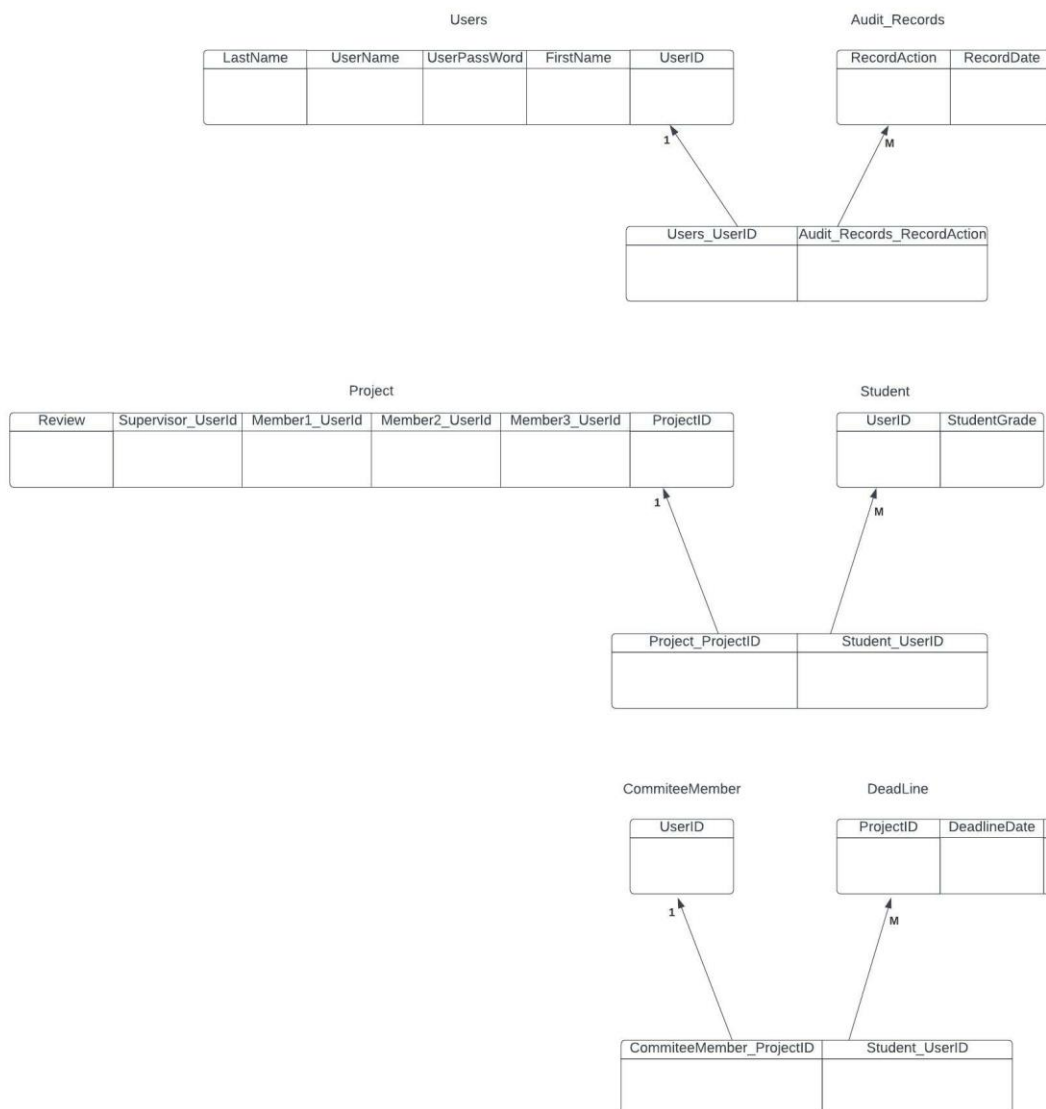 Users
Audit_Records
LastName UserName UserPassWord FirstName UserID
RecordAction RecordDate
1
M
Users_UserID Audit_Records_RecordAction
Project
Student
Review Supervisor_UserId Member1_UserId Member2_UserId Member3_UserId ProjectID
UserID StudentGrade
1
M
Project_ProjectID Student_UserID
CommiteeMember
DeadLine
UserID
ProjectID DeadlineDate
1
M
CommiteeMember_ProjectID Student_UserID